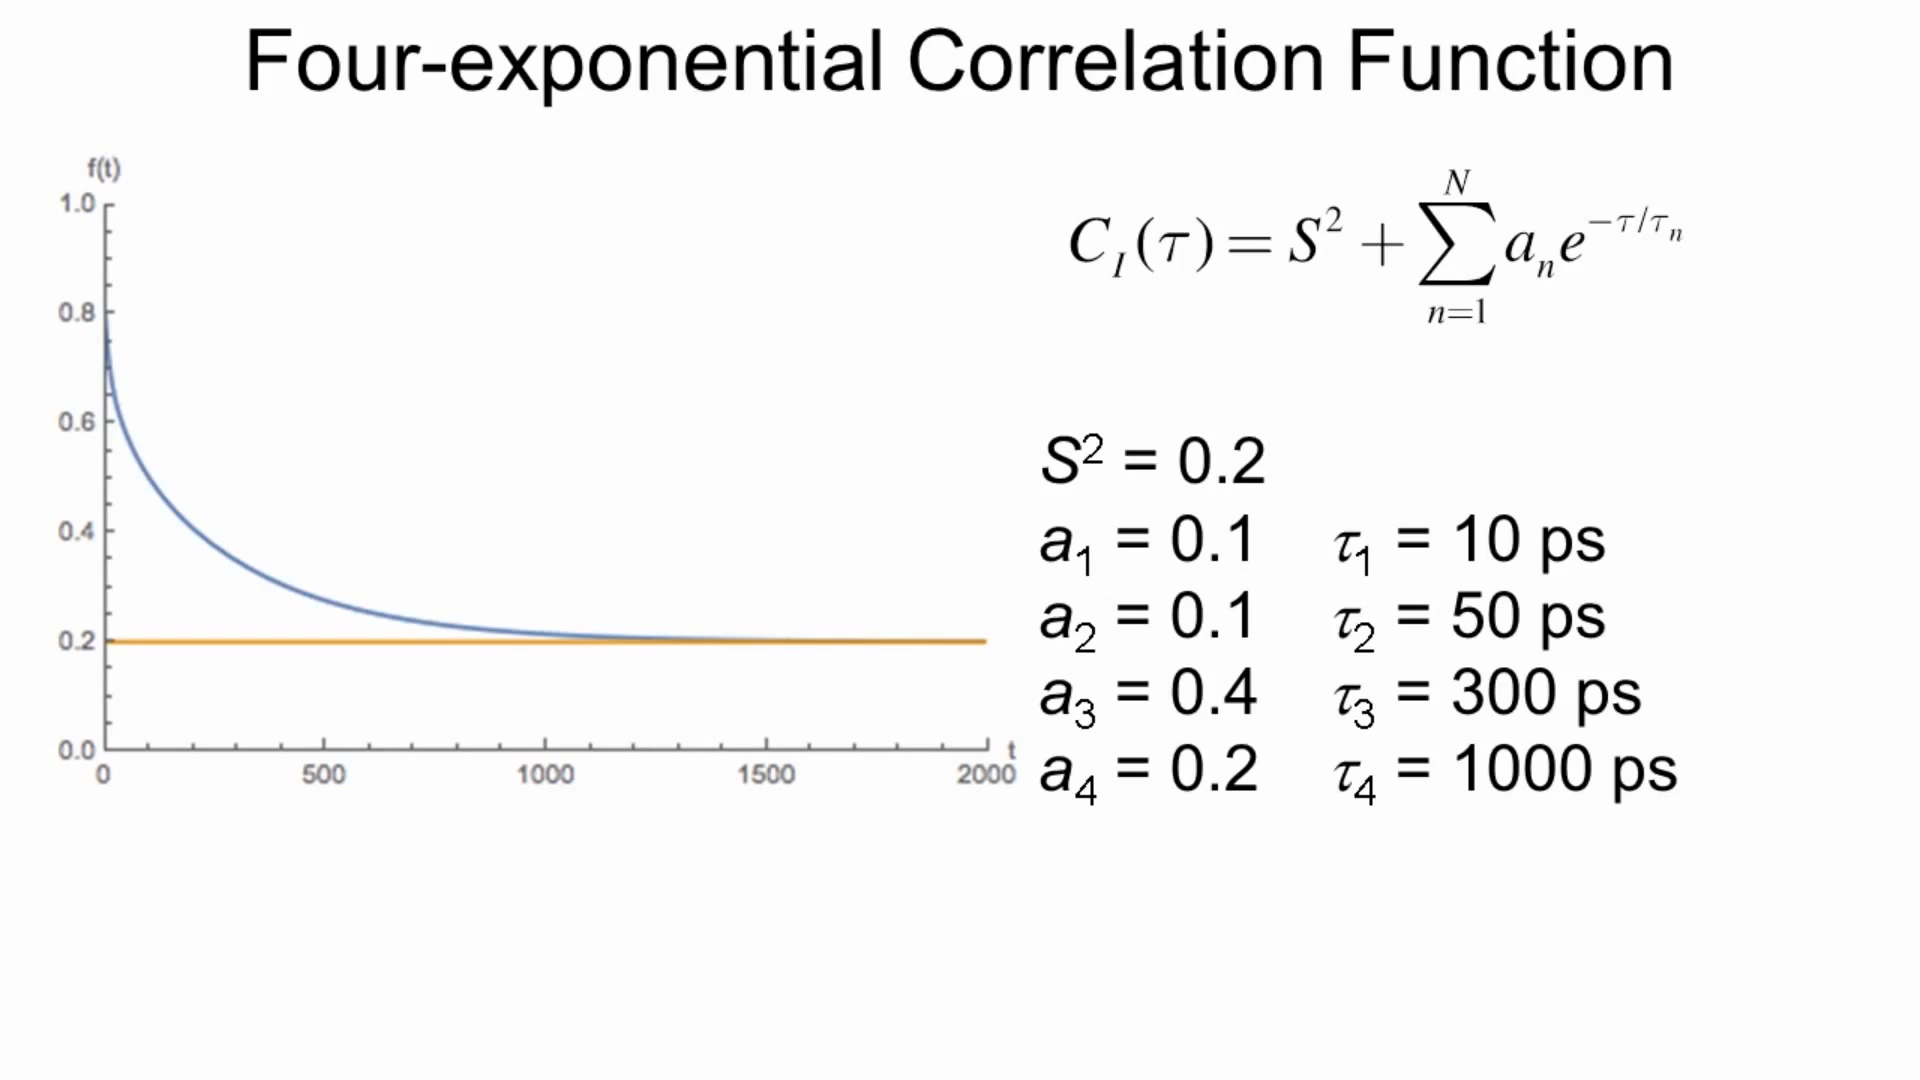 Four-exponential Correlation Function
f(t)
1.0
0.8
0.6
0.4
0.2
0.0
0 500 1000 1500 2000 t
N
C_I(τ) = S² + ∑ a_n e^{−τ/τ_n}
n=1
S² = 0.2
a₁ = 0.1 τ₁ = 10 ps
a₂ = 0.1 τ₂ = 50 ps
a₃ = 0.4 τ₃ = 300 ps
a₄ = 0.2 τ₄ = 1000 ps